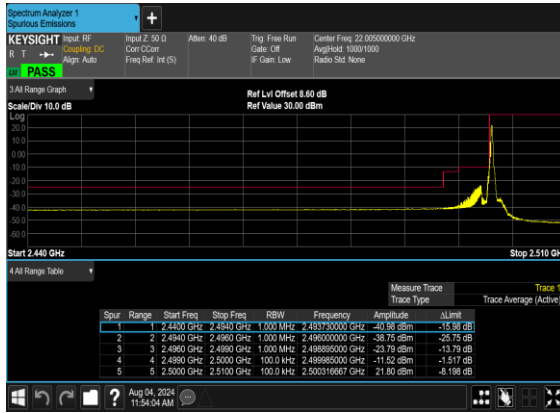 Spectrum Analyzer 1
Spurious Emissions
KEYSIGHT
R T
Input: RF
Coupling: DC
Align: Auto
Input Z: 50 Ω
Corr CCorr
Freq Ref: Int (S)
Atten: 40 dB
Trig: Free Run
Gate: Off
IF Gain: Low
Center Freq: 22.005000000 GHz
Avg|Hold: 1000/1000
Radio Std: None
PASS
3 All Range Graph
Ref Lvl Offset 8.60 dB
Scale/Div 10.0 dB
Ref Value 30.00 dBm
Log
20.0
10.0
0.00
-10.0
-20.0
-30.0
-40.0
-50.0
-60.0
Start 2.440 GHz
Stop 2.510 GH
4 All Range Table
Measure Trace Trace 1
Trace Type Trace Average (Active)
Spur Range Start Freq Stop Freq RBW Frequency Amplitude ΔLimit
1 1 2.4400 GHz 2.4940 GHz 1.000 MHz 2.493730000 GHz -40.98 dBm -15.98 dB
2 2 2.4940 GHz 2.4960 GHz 1.000 MHz 2.496000000 GHz -38.75 dBm -25.75 dB
3 3 2.4960 GHz 2.4990 GHz 1.000 MHz 2.498895000 GHz -23.79 dBm -13.79 dB
4 4 2.4990 GHz 2.5000 GHz 100.0 kHz 2.499985000 GHz -11.52 dBm -1.517 dB
5 5 2.5000 GHz 2.5100 GHz 100.0 kHz 2.500316667 GHz 21.80 dBm -8.198 dB
Aug 04, 2024
11:54:04 AM